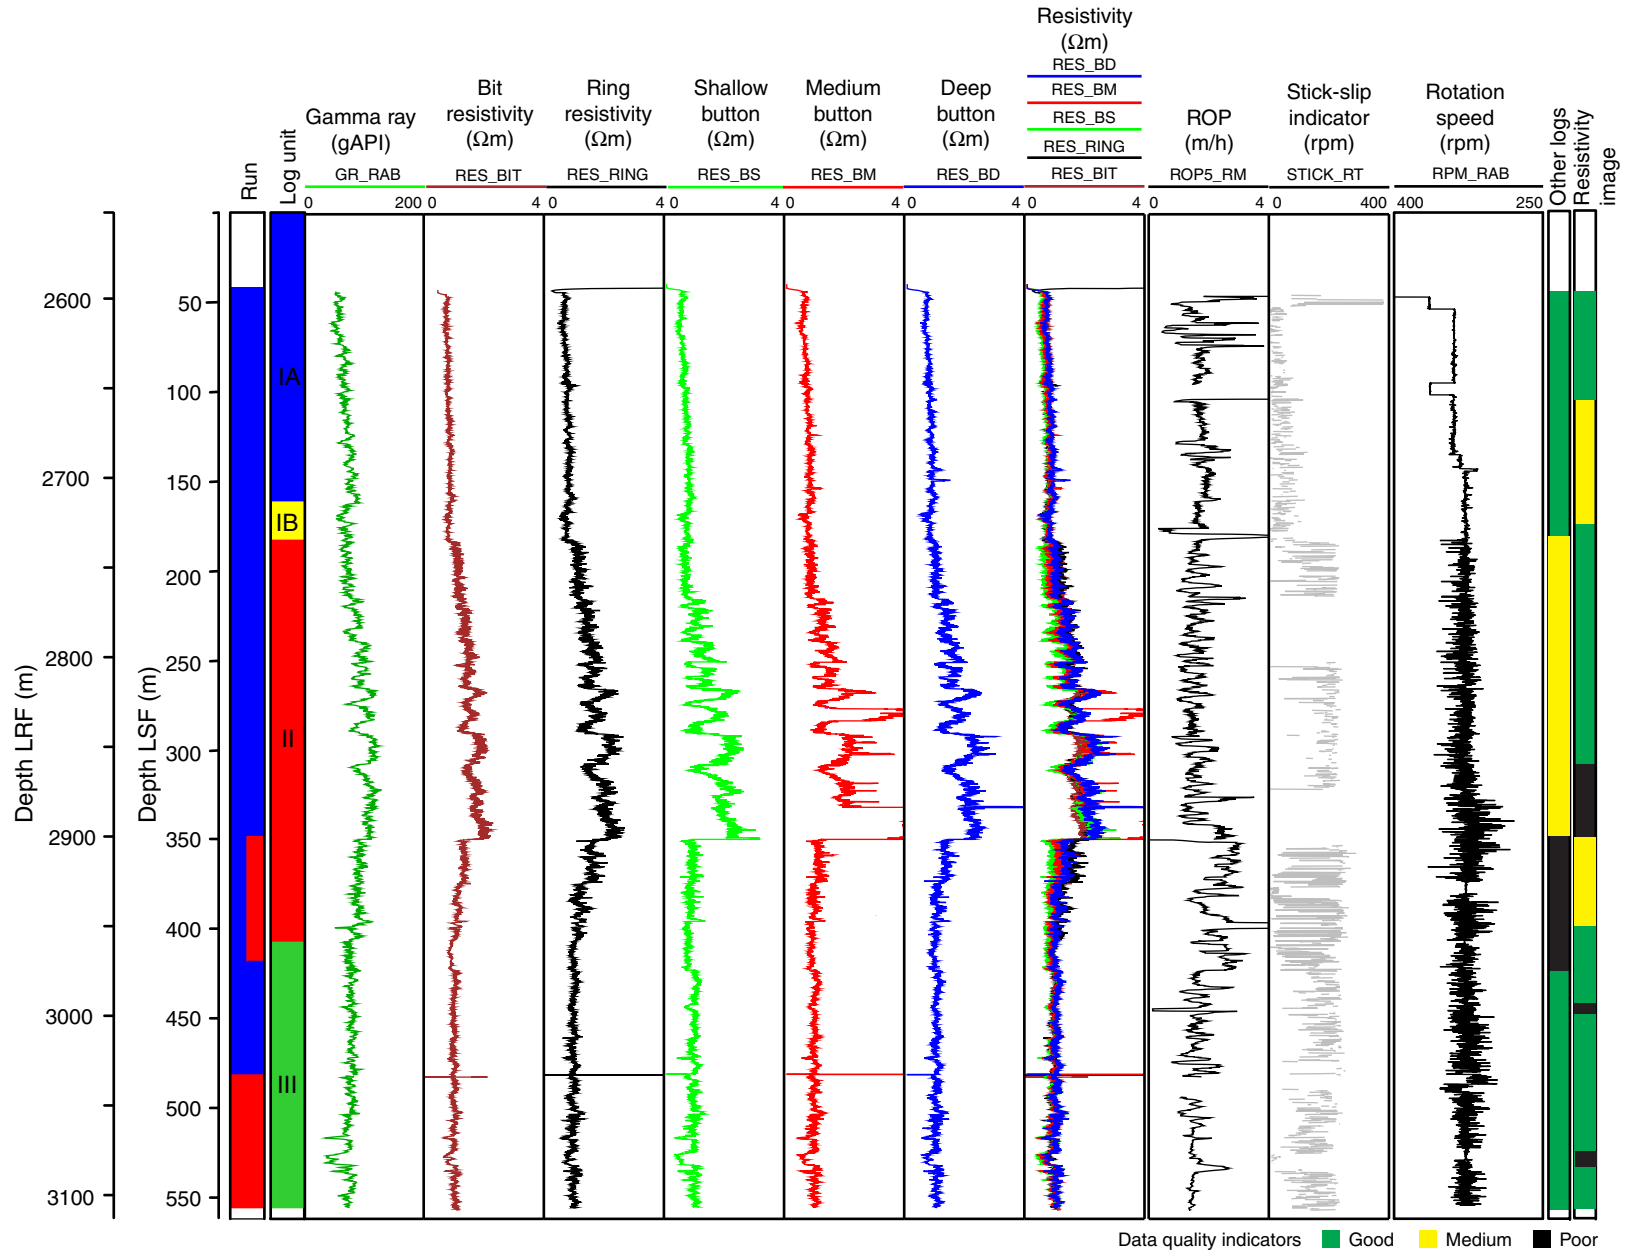 Resistivity
(Ωm)
RES_BD
RES_BM
RES_BS
RES_RING
RES_BIT
Run
Log unit
Gamma ray
(gAPI)
GR_RAB
0 200
Bit
resistivity
(Ωm)
RES_BIT
0 4
Ring
resistivity
(Ωm)
RES_RING
0 4
Shallow
button
(Ωm)
RES_BS
0 4
Medium
button
(Ωm)
RES_BM
0 4
Deep
button
(Ωm)
RES_BD
0 4
0 4
ROP
(m/h)
ROP5_RM
0 4
Stick-slip
indicator
(rpm)
STICK_RT
0 400
Rotation
speed
(rpm)
RPM_RAB
400 250
Other logs
Resistivity
image
Depth LRF (m)
2600
2700
2800
2900
3000
3100
Depth LSF (m)
50
100
150
200
250
300
350
400
450
500
550
IA
IB
II
III
Data quality indicators Good Medium Poor